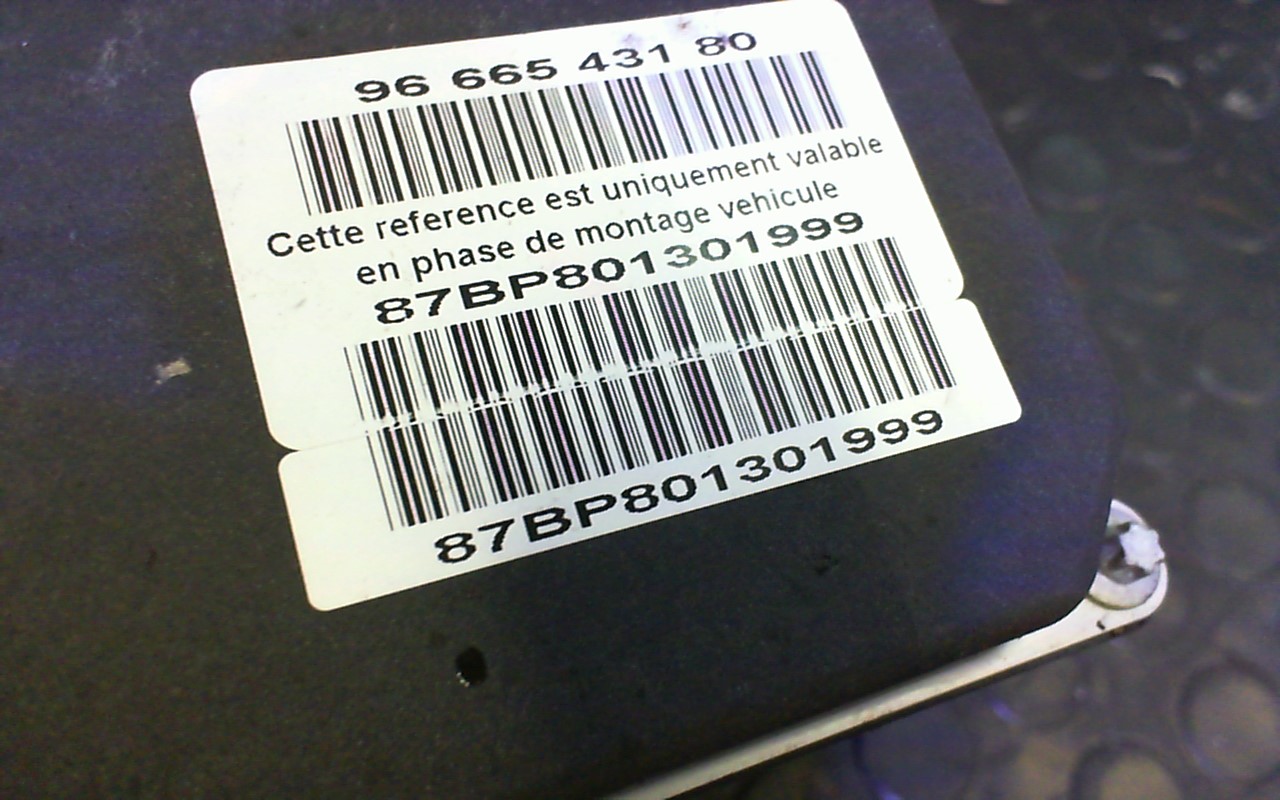 96 665 431 80
Cette reference est uniquement valable
en phase de montage vehicule
87BP801301999
87BP801301999